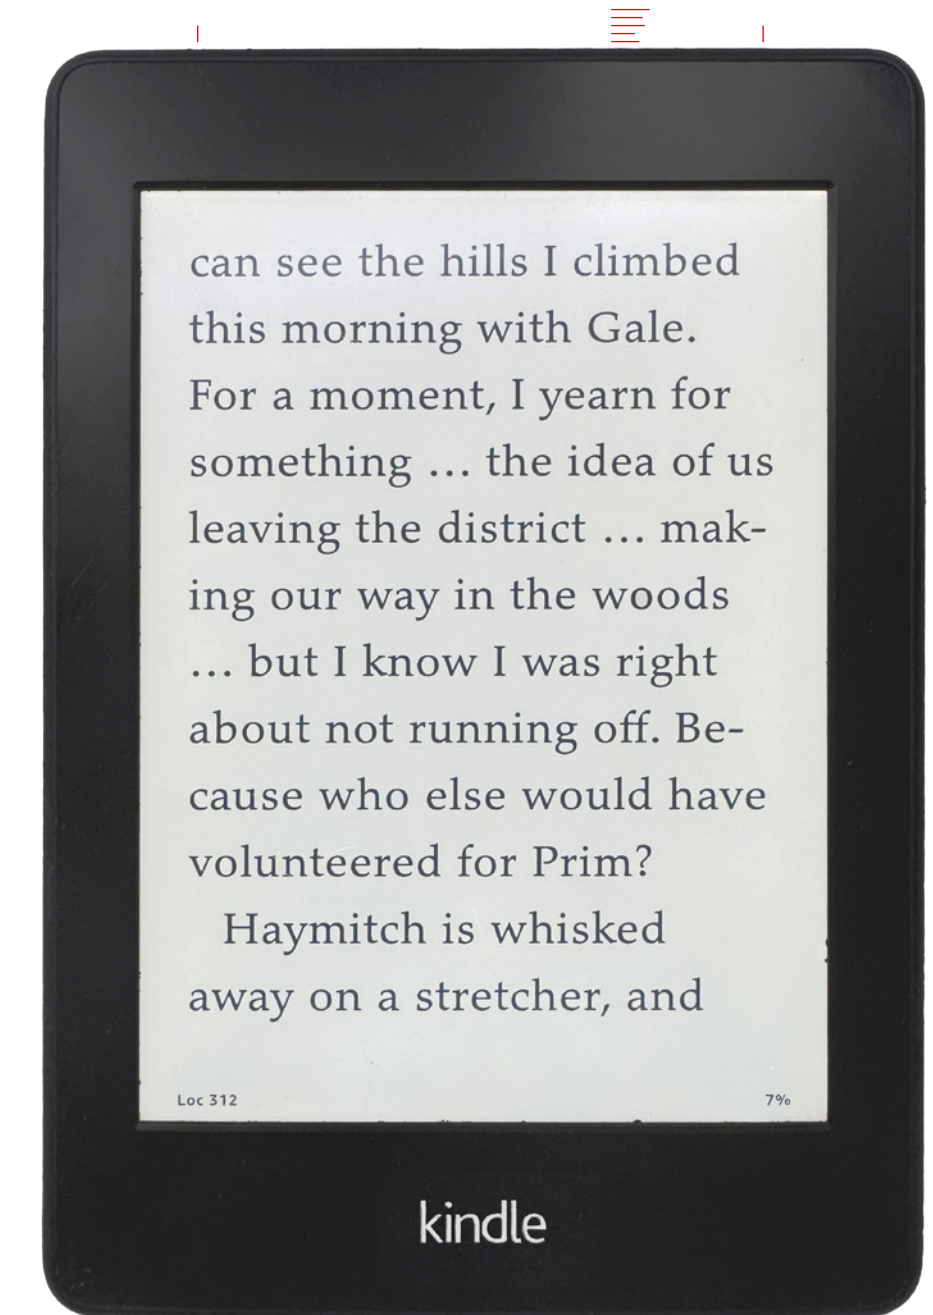 can see the hills I climbed
this morning with Gale.
For a moment, I yearn for
something … the idea of us
leaving the district … mak-
ing our way in the woods
… but I know I was right
about not running off. Be-
cause who else would have
volunteered for Prim?
Haymitch is whisked
away on a stretcher, and
Loc 312
7%
kindle